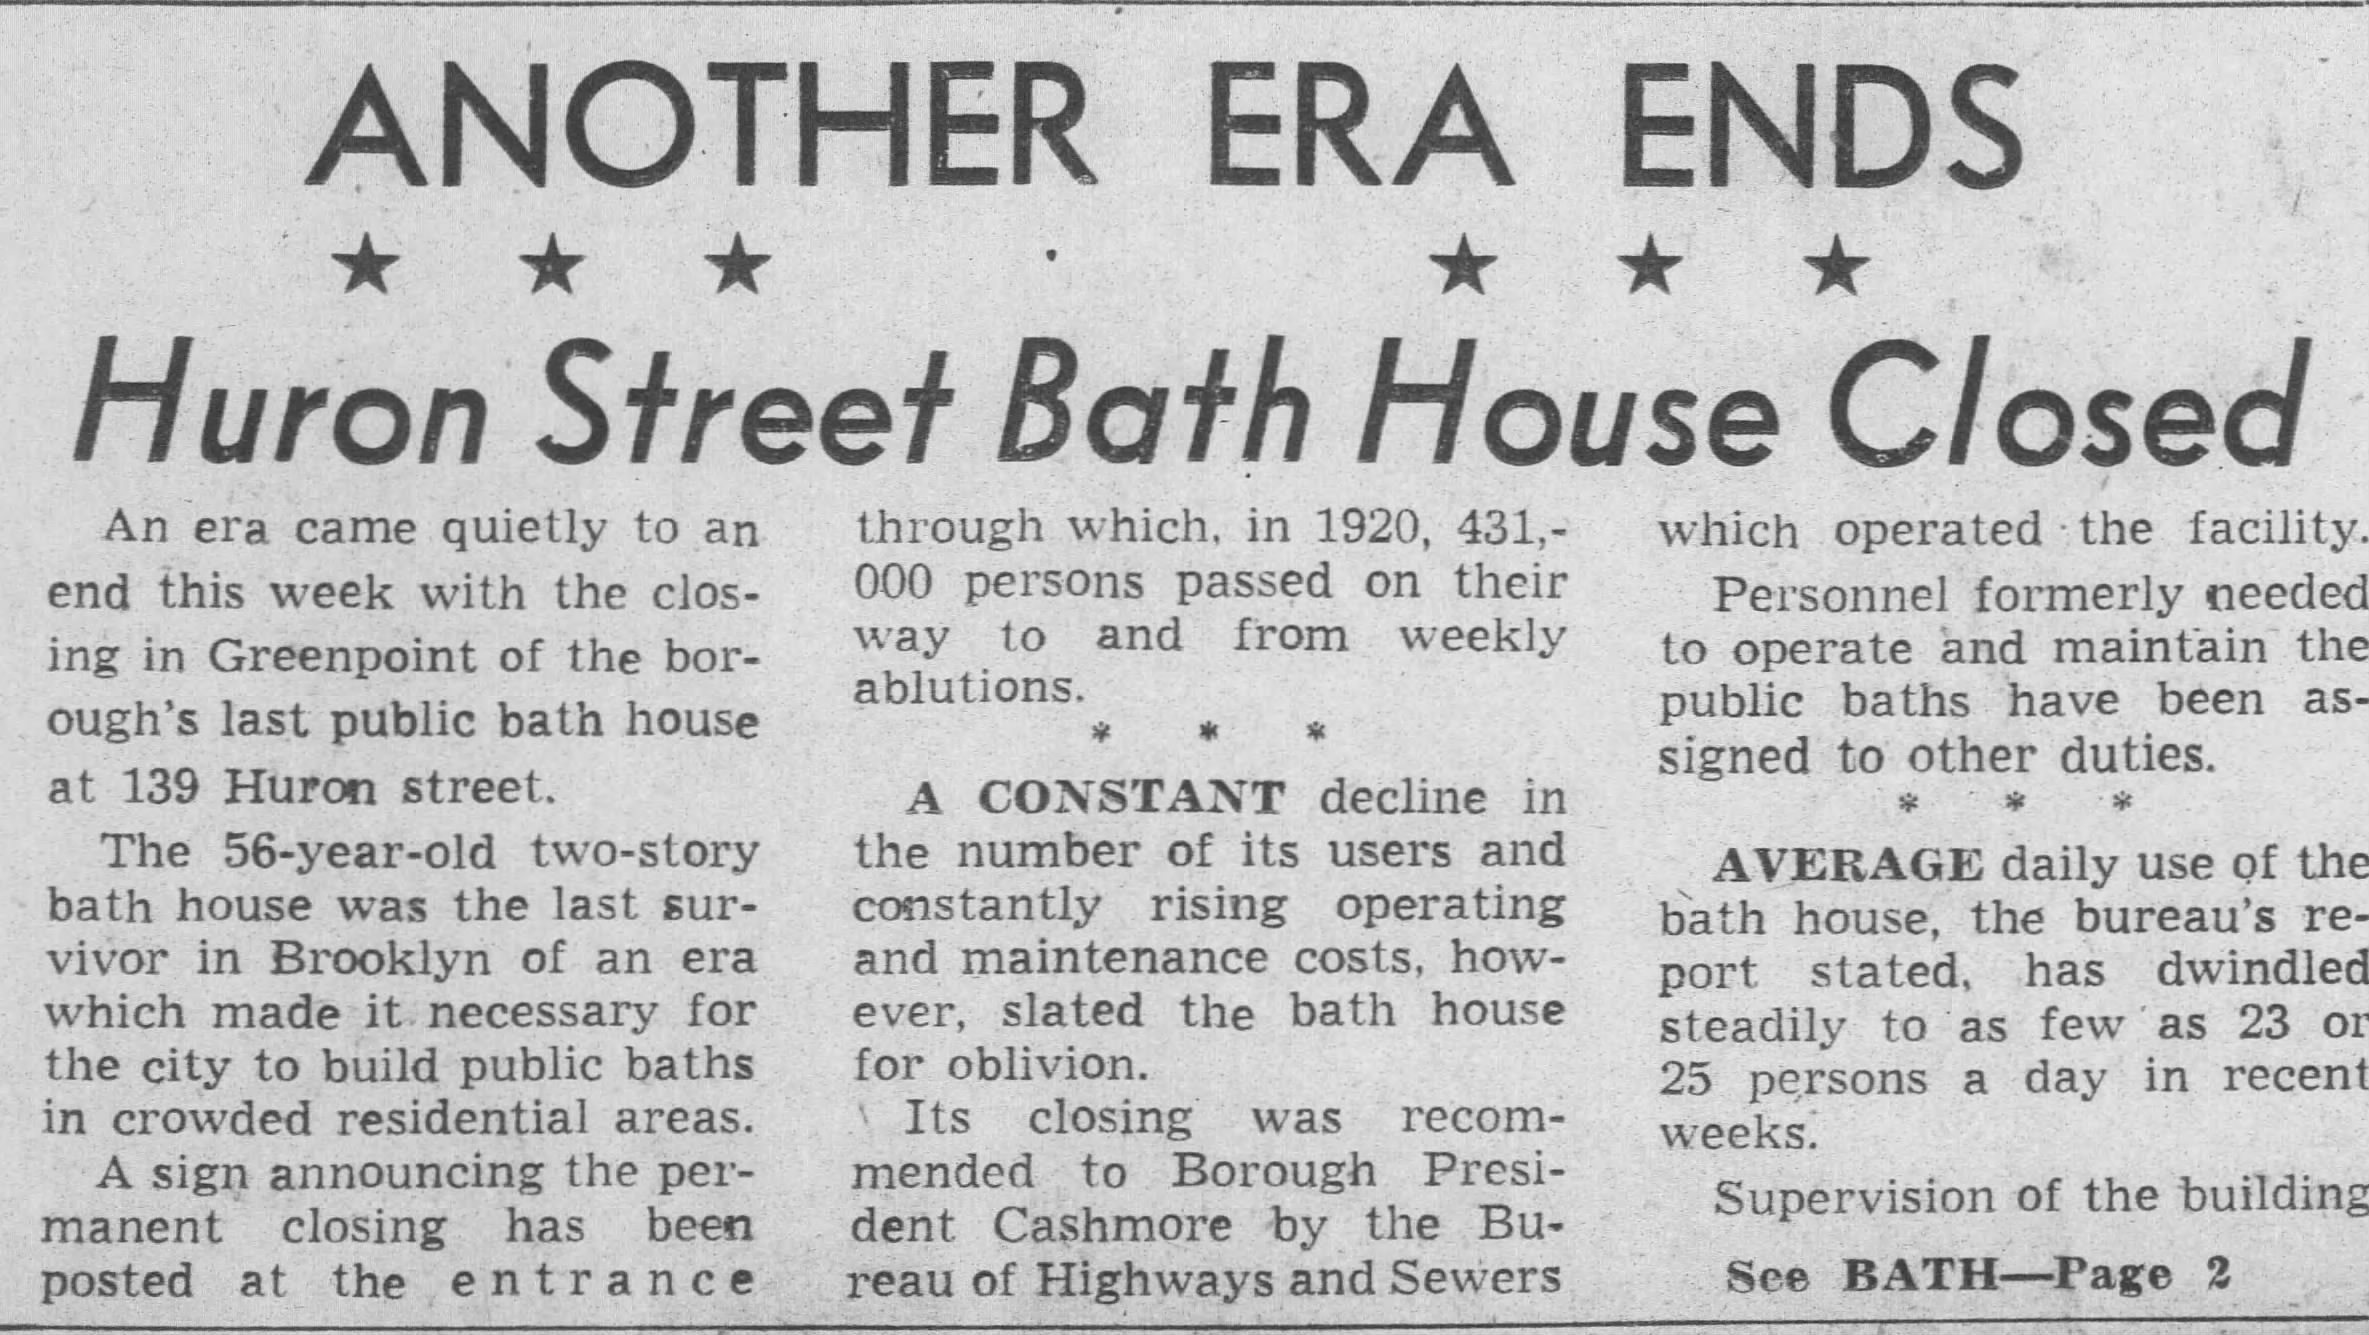 ANOTHER ERA ENDS
★ ★ ★ ★ ★ ★
Huron Street Bath House Closed
An era came quietly to an
end this week with the clos-
ing in Greenpoint of the bor-
ough's last public bath house
at 139 Huron street.
The 56-year-old two-story
bath house was the last sur-
vivor in Brooklyn of an era
which made it necessary for
the city to build public baths
in crowded residential areas.
A sign announcing the per-
manent closing has been
posted at the entrance
through which, in 1920, 431,-
000 persons passed on their
way to and from weekly
ablutions.
* * *
A CONSTANT decline in
the number of its users and
constantly rising operating
and maintenance costs, how-
ever, slated the bath house
for oblivion.
Its closing was recom-
mended to Borough Presi-
dent Cashmore by the Bu-
reau of Highways and Sewers
which operated the facility.
Personnel formerly needed
to operate and maintain the
public baths have been as-
signed to other duties.
* * *
AVERAGE daily use of the
bath house, the bureau's re-
port stated, has dwindled
steadily to as few as 23 or
25 persons a day in recent
weeks.
Supervision of the building
See BATH—Page 2